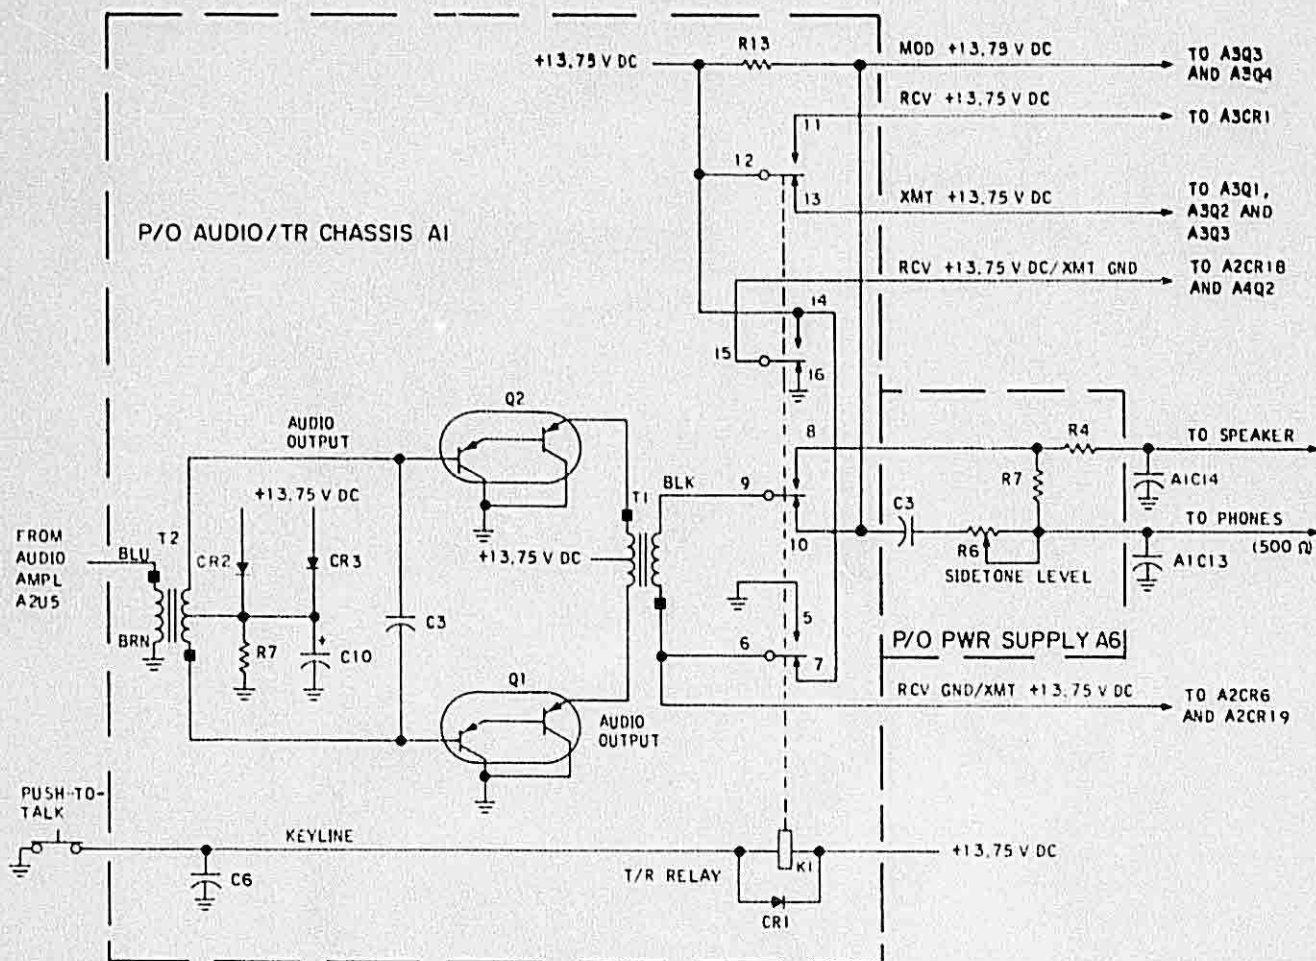 R13
MOD +13.75 V DC
TO A3Q3
AND A3Q4
+13.75 V DC
RCV +13.75 V DC
TO A3CR1
11
12
13
XMT +13.75 V DC
TO A3Q1,
A3Q2 AND
A3Q3
P/O AUDIO/TR CHASSIS A1
RCV +13.75 V DC/XMT GND
TO A2CR18
AND A4Q2
14
15
16
Q2
AUDIO
OUTPUT
8
R4
TO SPEAKER
+13.75 V DC
T1
BLK
9
R7
A1C14
FROM
AUDIO
AMPL
A2U5
BLU
T2
CR2
CR3
+13.75 V DC
10
C3
R6
SIDETONE LEVEL
TO PHONES
(500 Ω)
A1C13
BRN
R7
+
C10
C3
5
6
7
P/O PWR SUPPLY A6
Q1
AUDIO
OUTPUT
RCV GND/XMT +13.75 V DC
TO A2CR6
AND A2CR19
PUSH-TO-
TALK
KEYLINE
C6
T/R RELAY
K1
+13.75 V DC
CR1